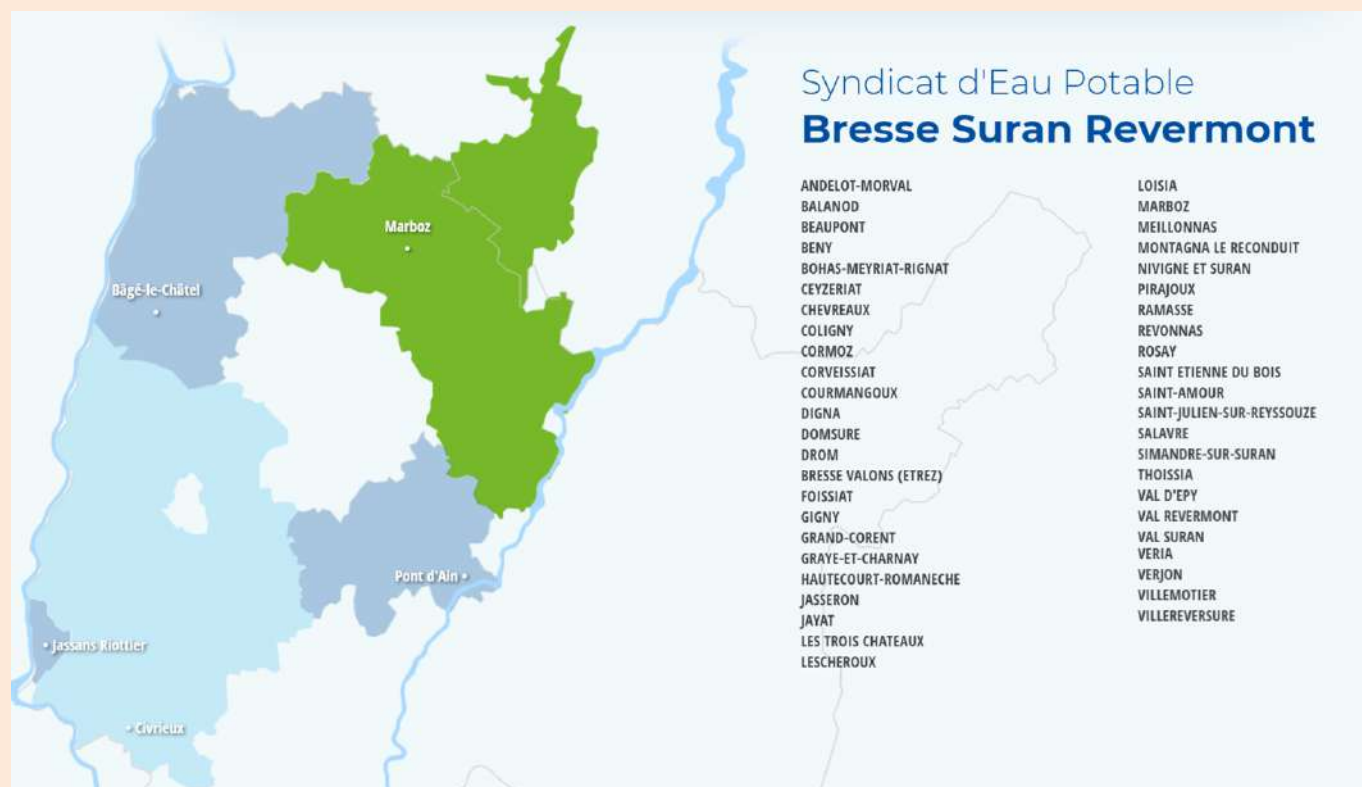 Syndicat d'Eau Potable
Bresse Suran Revermont
ANDELOT-MORVAL
BALANOD
BEAUPONT
BENY
BOHAS-MEYRIAT-RIGNAT
CEYZERIAT
CHEVREAUX
COLIGNY
CORMOZ
CORVEISSIAT
COURMANGOUX
DIGNA
DOMSURE
DROM
BRESSE VALONS (ETREZ)
FOISSIAT
GIGNY
GRAND-CORENT
GRAYE-ET-CHARNAY
HAUTECOURT-ROMANECHE
JASSERON
JAYAT
LES TROIS CHATEAUX
LESCHEROUX
LOISIA
MARBOZ
MEILLONNAS
MONTAGNA LE RECONDUIT
NIVIGNE ET SURAN
PIRAJOUX
RAMASSE
REVONNAS
ROSAY
SAINT ETIENNE DU BOIS
SAINT-AMOUR
SAINT-JULIEN-SUR-REYSSOUZE
SALAVRE
SIMANDRE-SUR-SURAN
THOISSIA
VAL D'EPY
VAL REVERMONT
VAL SURAN
VERIA
VERJON
VILLEMOTIER
VILLEREVERSURE
Marboz
Bâgé-le-Châtel
Pont d'Ain
Jassans Riottier
Civrieux